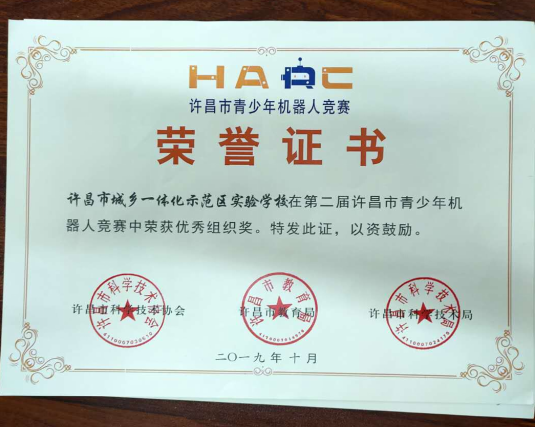 HARC
许昌市青少年机器人竞赛
荣誉证书
许昌市城乡一体化示范区实验学校在第二届许昌市青少年机
器人竞赛中荣获优秀组织奖。特发此证，以资鼓励。
许昌市科学技术协会 许昌市教育局 许昌市科学技术局
二〇一九年十月